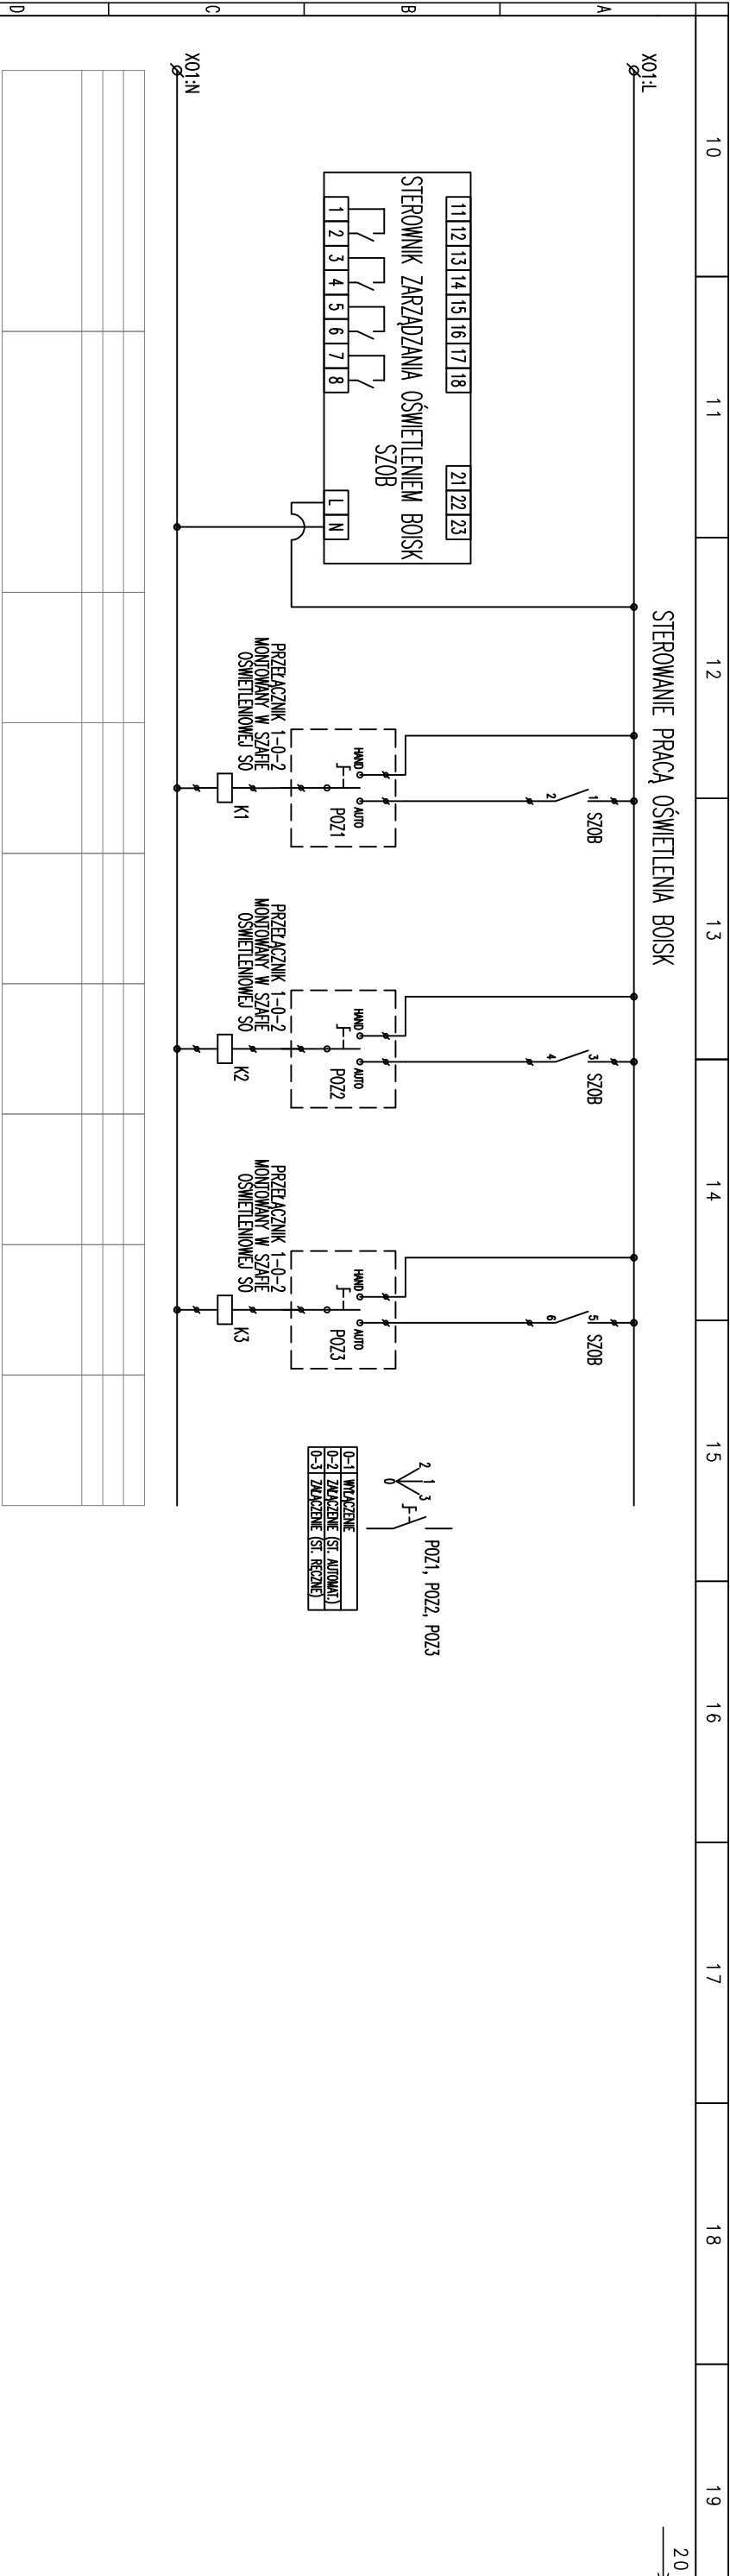 10
11
12
13
14
15
16
17
18
19
20
A
B
C
D
STEROWANIE PRACĄ OŚWIETLENIA BOISK
X01:L
11 12 13 14 15 16 17 18
21 22 23
STEROWNIK ZARZĄDZANIA OŚWIETLENIEM BOISK
SZOB
1 2 3 4 5 6 7 8
L N
SZOB
1
2
HAND
AUTO
POZ1
PRZEŁĄCZNIK 1-0-2
MONTOWANY W SZAFIE
OŚWIETLENIOWEJ SO
K1
SZOB
3
4
HAND
AUTO
POZ2
PRZEŁĄCZNIK 1-0-2
MONTOWANY W SZAFIE
OŚWIETLENIOWEJ SO
K2
SZOB
5
6
HAND
AUTO
POZ3
PRZEŁĄCZNIK 1-0-2
MONTOWANY W SZAFIE
OŚWIETLENIOWEJ SO
K3
2 1 3
0
POZ1, POZ2, POZ3
0-1 WYŁĄCZENIE
0-2 ZAŁĄCZENIE (ST. AUTOMAT.)
0-3 ZAŁĄCZENIE (ST. RĘCZNE)
X01:N